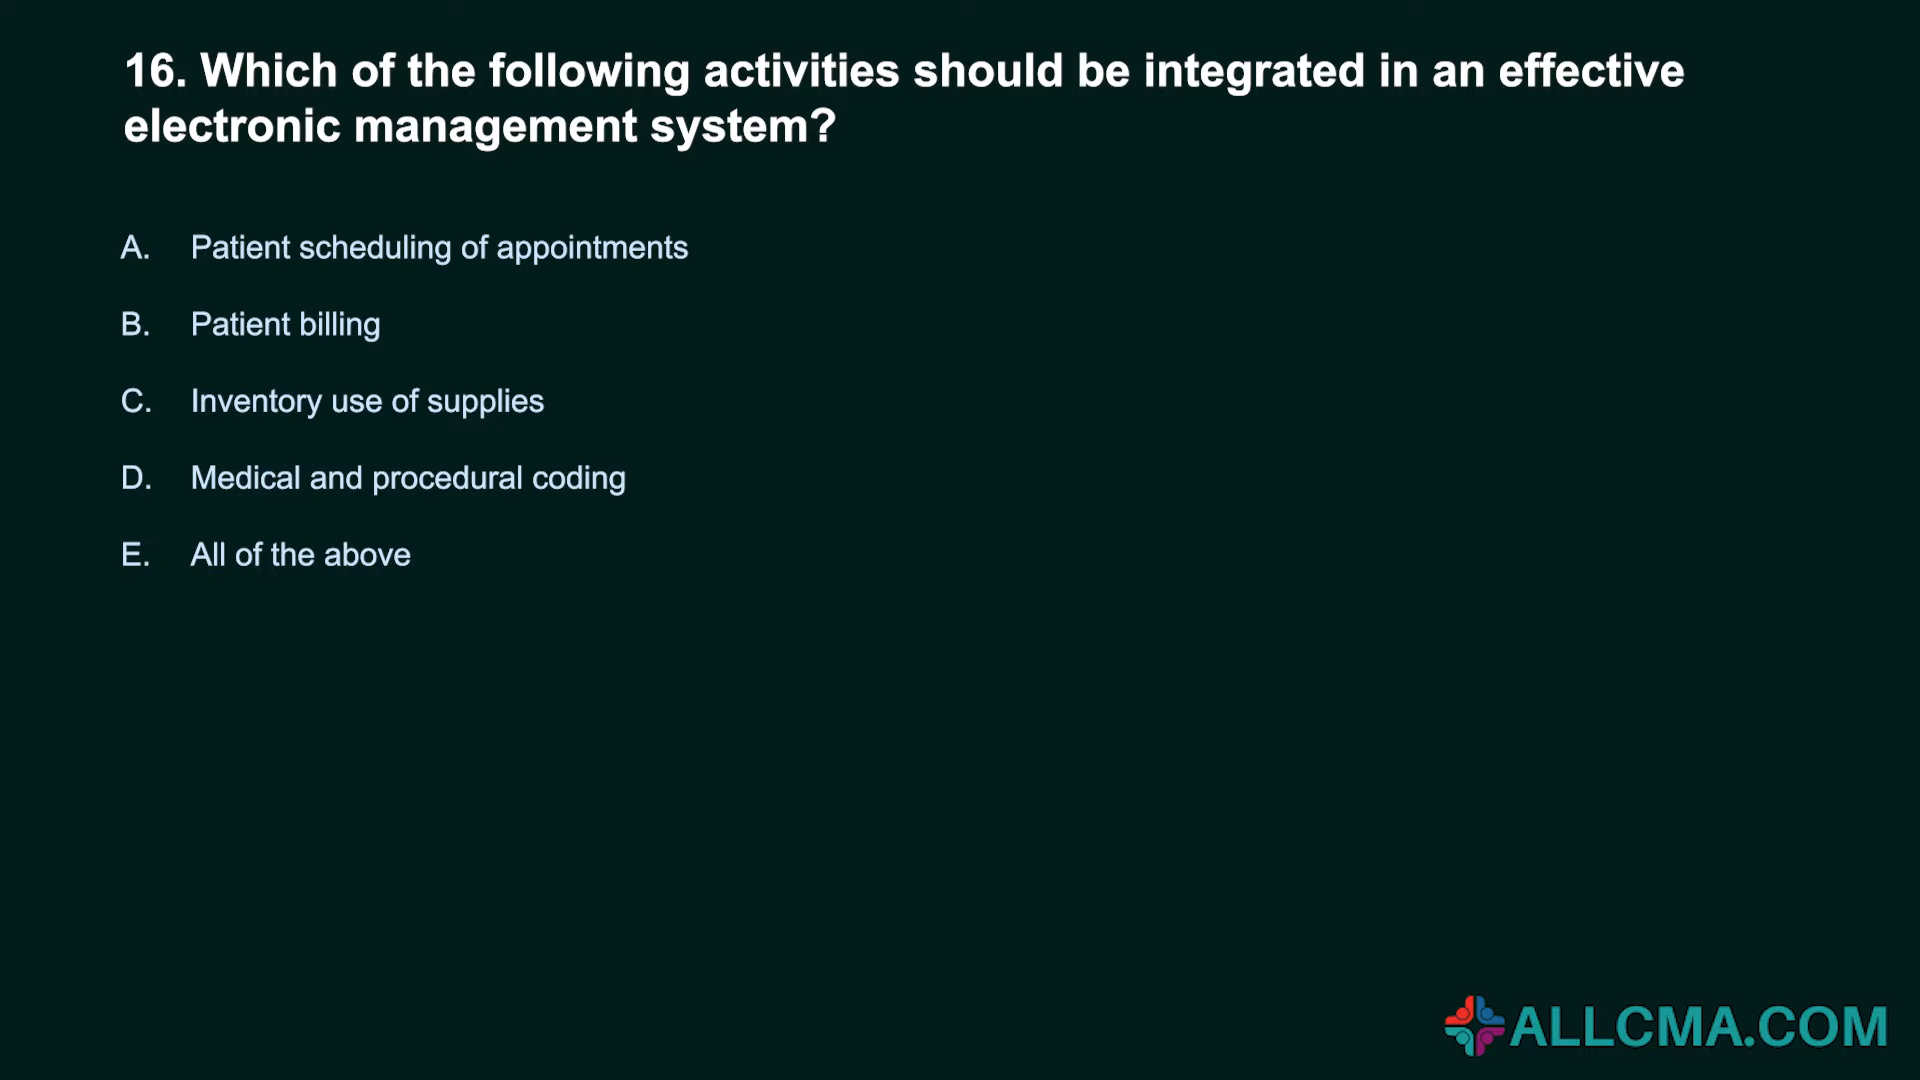 16. Which of the following activities should be integrated in an effective
electronic management system?
A. Patient scheduling of appointments
B. Patient billing
C. Inventory use of supplies
D. Medical and procedural coding
E. All of the above
ALLCMA.COM